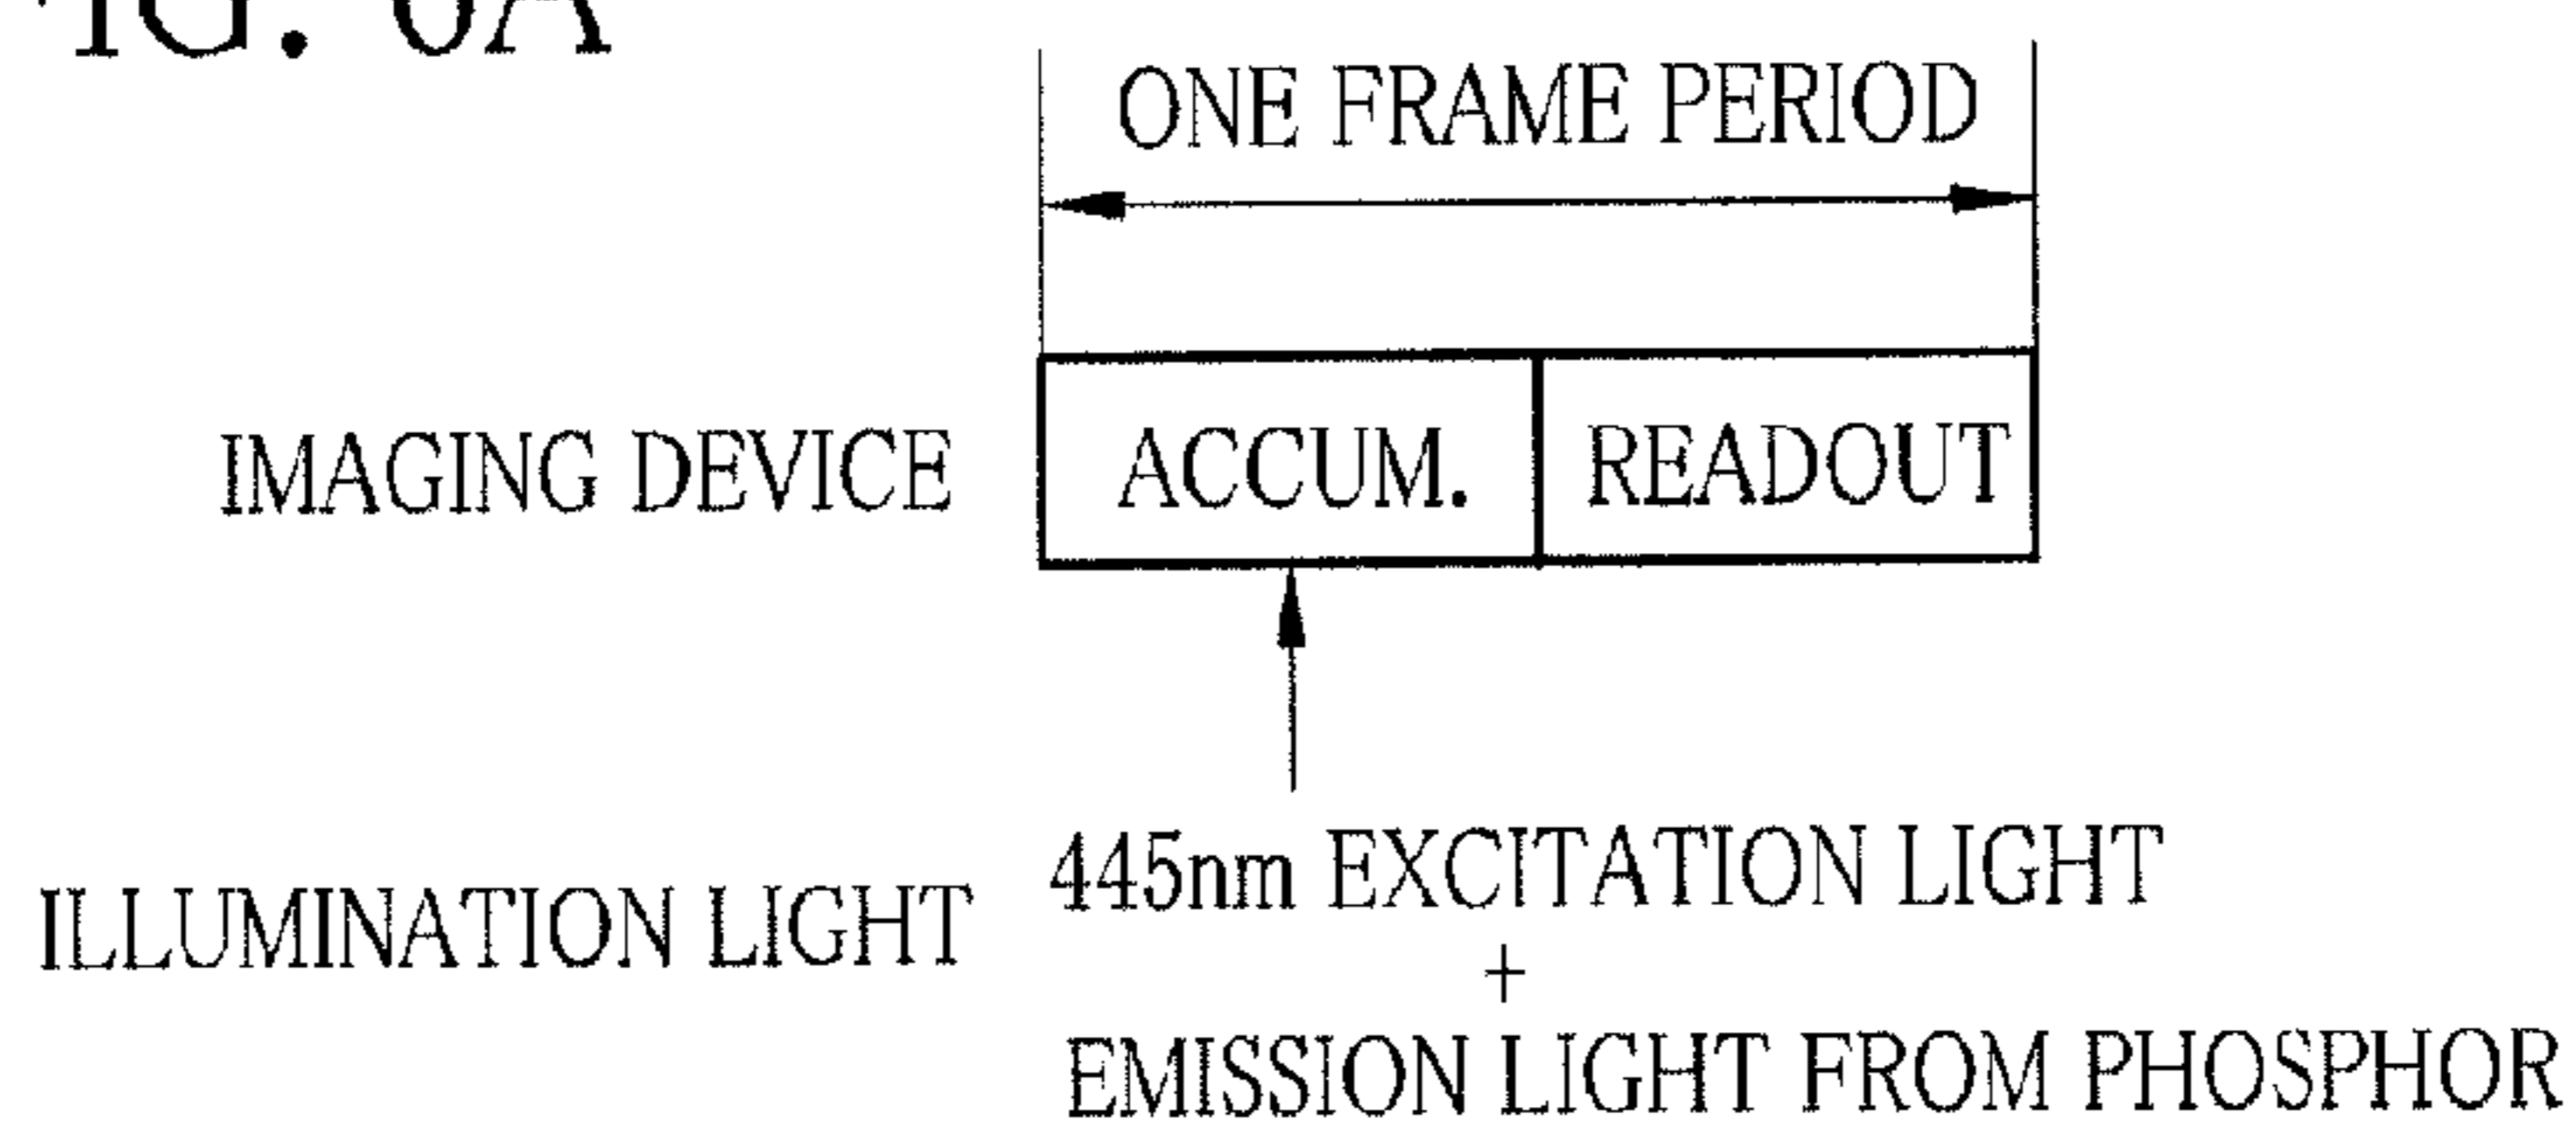 ONE FRAME PERIOD
IMAGING DEVICE ACCUM. READOUT
ILLUMINATION LIGHT 445nm EXCITATION LIGHT
+
EMISSION LIGHT FROM PHOSPHOR